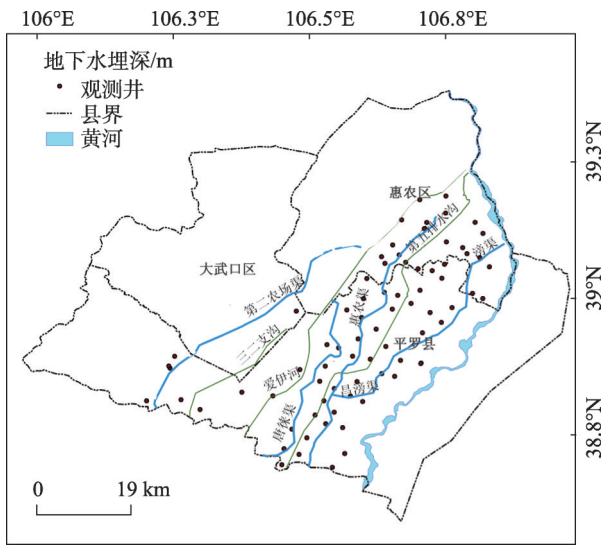 106°E
106.3°E
106.5°E
106.8°E
地下水埋深/m
观测井
县界
黄河
39.3°N
39°N
38.8°N
惠农区
第五排水沟
滂渠
大武口区
第二农场渠
惠农渠
三二支沟
平罗县
爱伊河
昌滂渠
唐徕渠
0
19 km